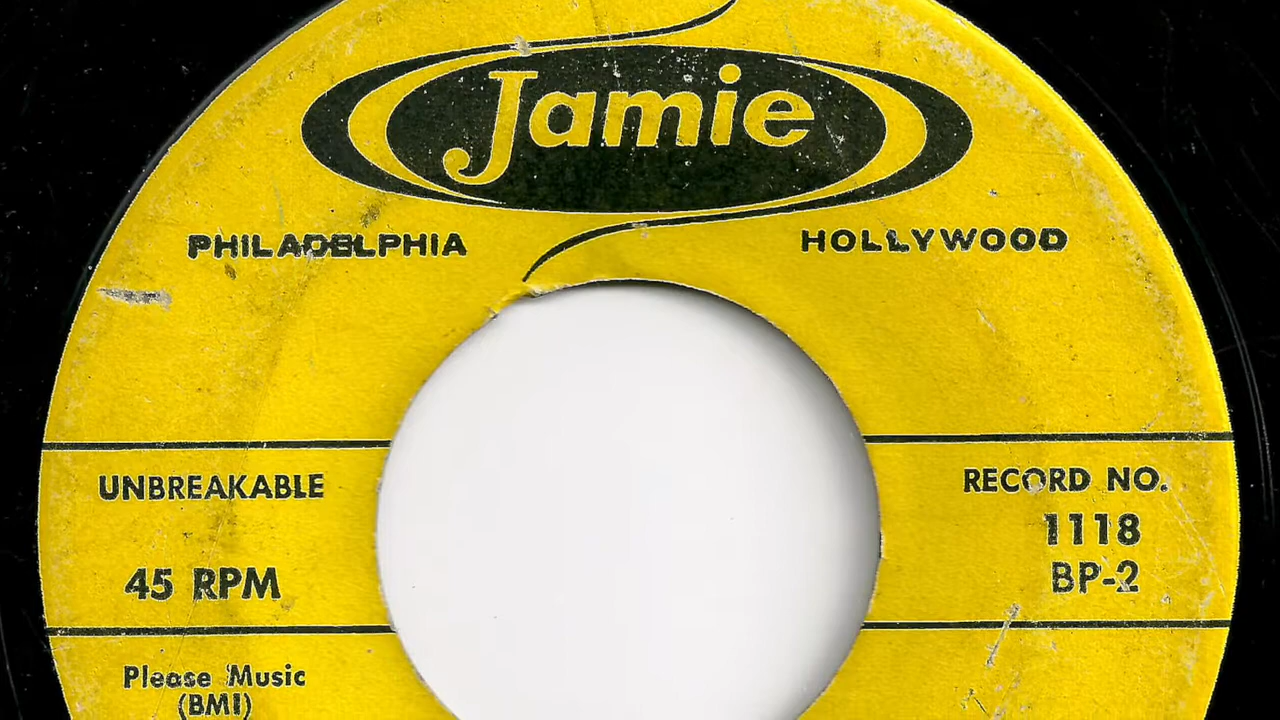 Jamie
PHILADELPHIA
HOLLYWOOD
UNBREAKABLE
45 RPM
RECORD NO.
1118
BP-2
Please Music
(BMI)